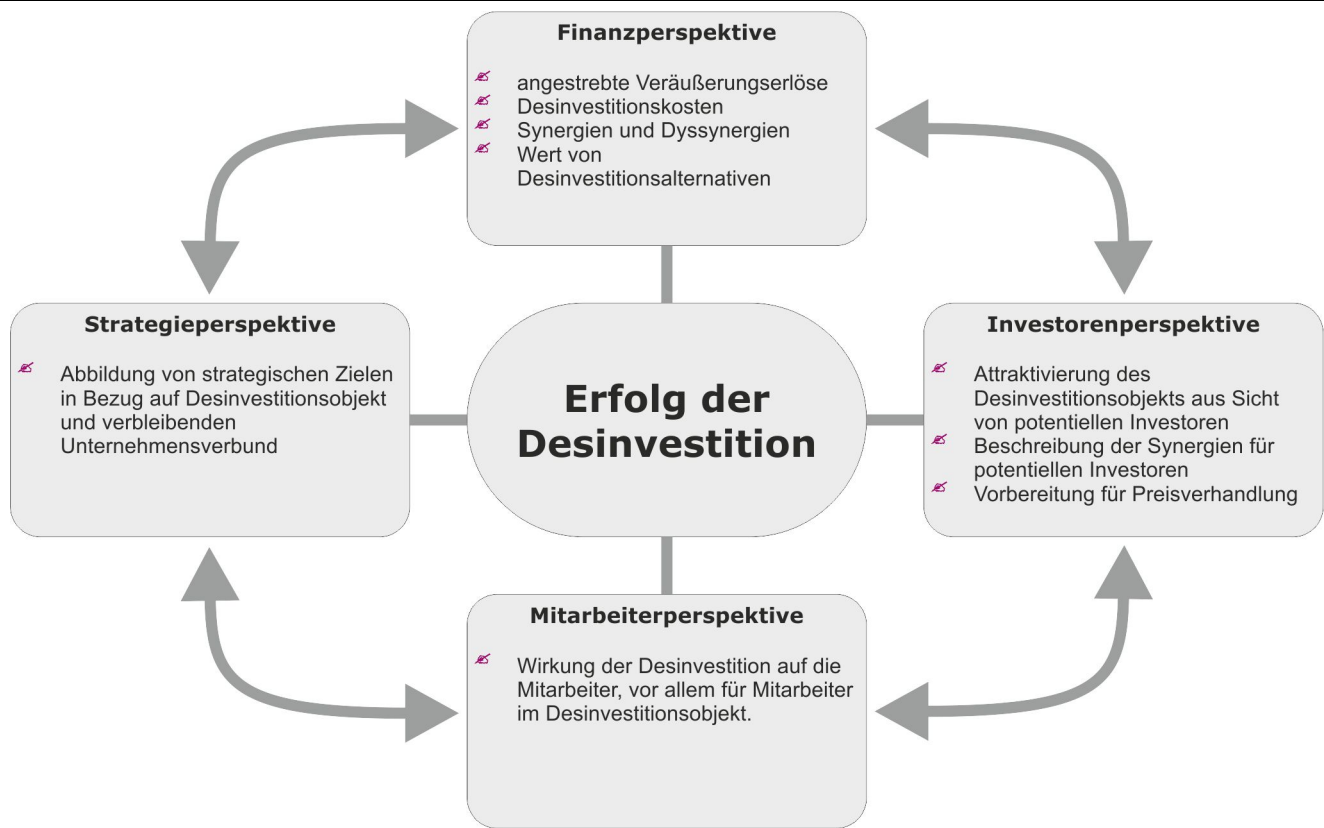 Finanzperspektive
angestrebte Veräußerungserlöse
Desinvestitionskosten
Synergien und Dyssynergien
Wert von
Desinvestitionsalternativen
Strategieperspektive
Abbildung von strategischen Zielen
in Bezug auf Desinvestitionsobjekt
und verbleibenden
Unternehmensverbund
Erfolg der
Desinvestition
Investorenperspektive
Attraktivierung des
Desinvestitionsobjekts aus Sicht
von potentiellen Investoren
Beschreibung der Synergien für
potentiellen Investoren
Vorbereitung für Preisverhandlung
Mitarbeiterperspektive
Wirkung der Desinvestition auf die
Mitarbeiter, vor allem für Mitarbeiter
im Desinvestitionsobjekt.